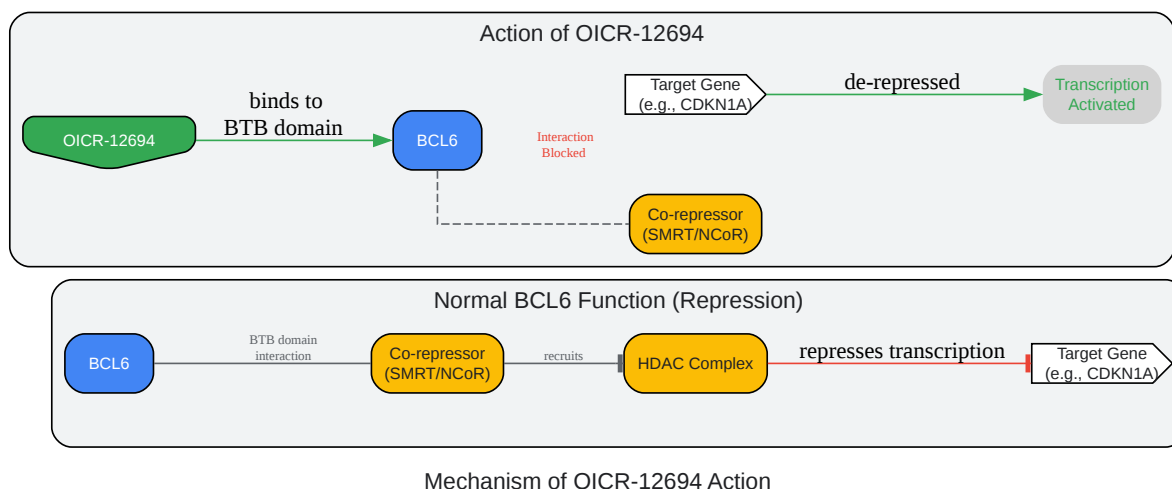 Action of OICR-12694
Target Gene
(e.g., CDKN1A)
de-repressed
Transcription
Activated
OICR-12694
binds to
BTB domain
BCL6
Interaction
Blocked
Co-repressor
(SMRT/NCoR)
Normal BCL6 Function (Repression)
BCL6
BTB domain
interaction
Co-repressor
(SMRT/NCoR)
recruits
HDAC Complex
represses transcription
Target Gene
(e.g., CDKN1A)
Mechanism of OICR-12694 Action